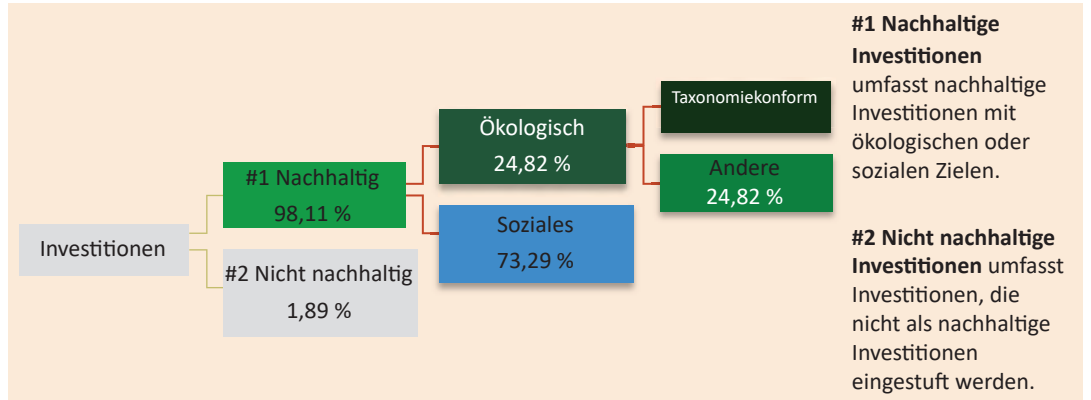 Investitionen
#1 Nachhaltig
98,11 %
#2 Nicht nachhaltig
1,89 %
Ökologisch
24,82 %
Soziales
73,29 %
Taxonomiekonform
Andere
24,82 %
#1 Nachhaltige
Investitionen
umfasst nachhaltige
Investitionen mit
ökologischen oder
sozialen Zielen.
#2 Nicht nachhaltige
Investitionen umfasst
Investitionen, die
nicht als nachhaltige
Investitionen
eingestuft werden.